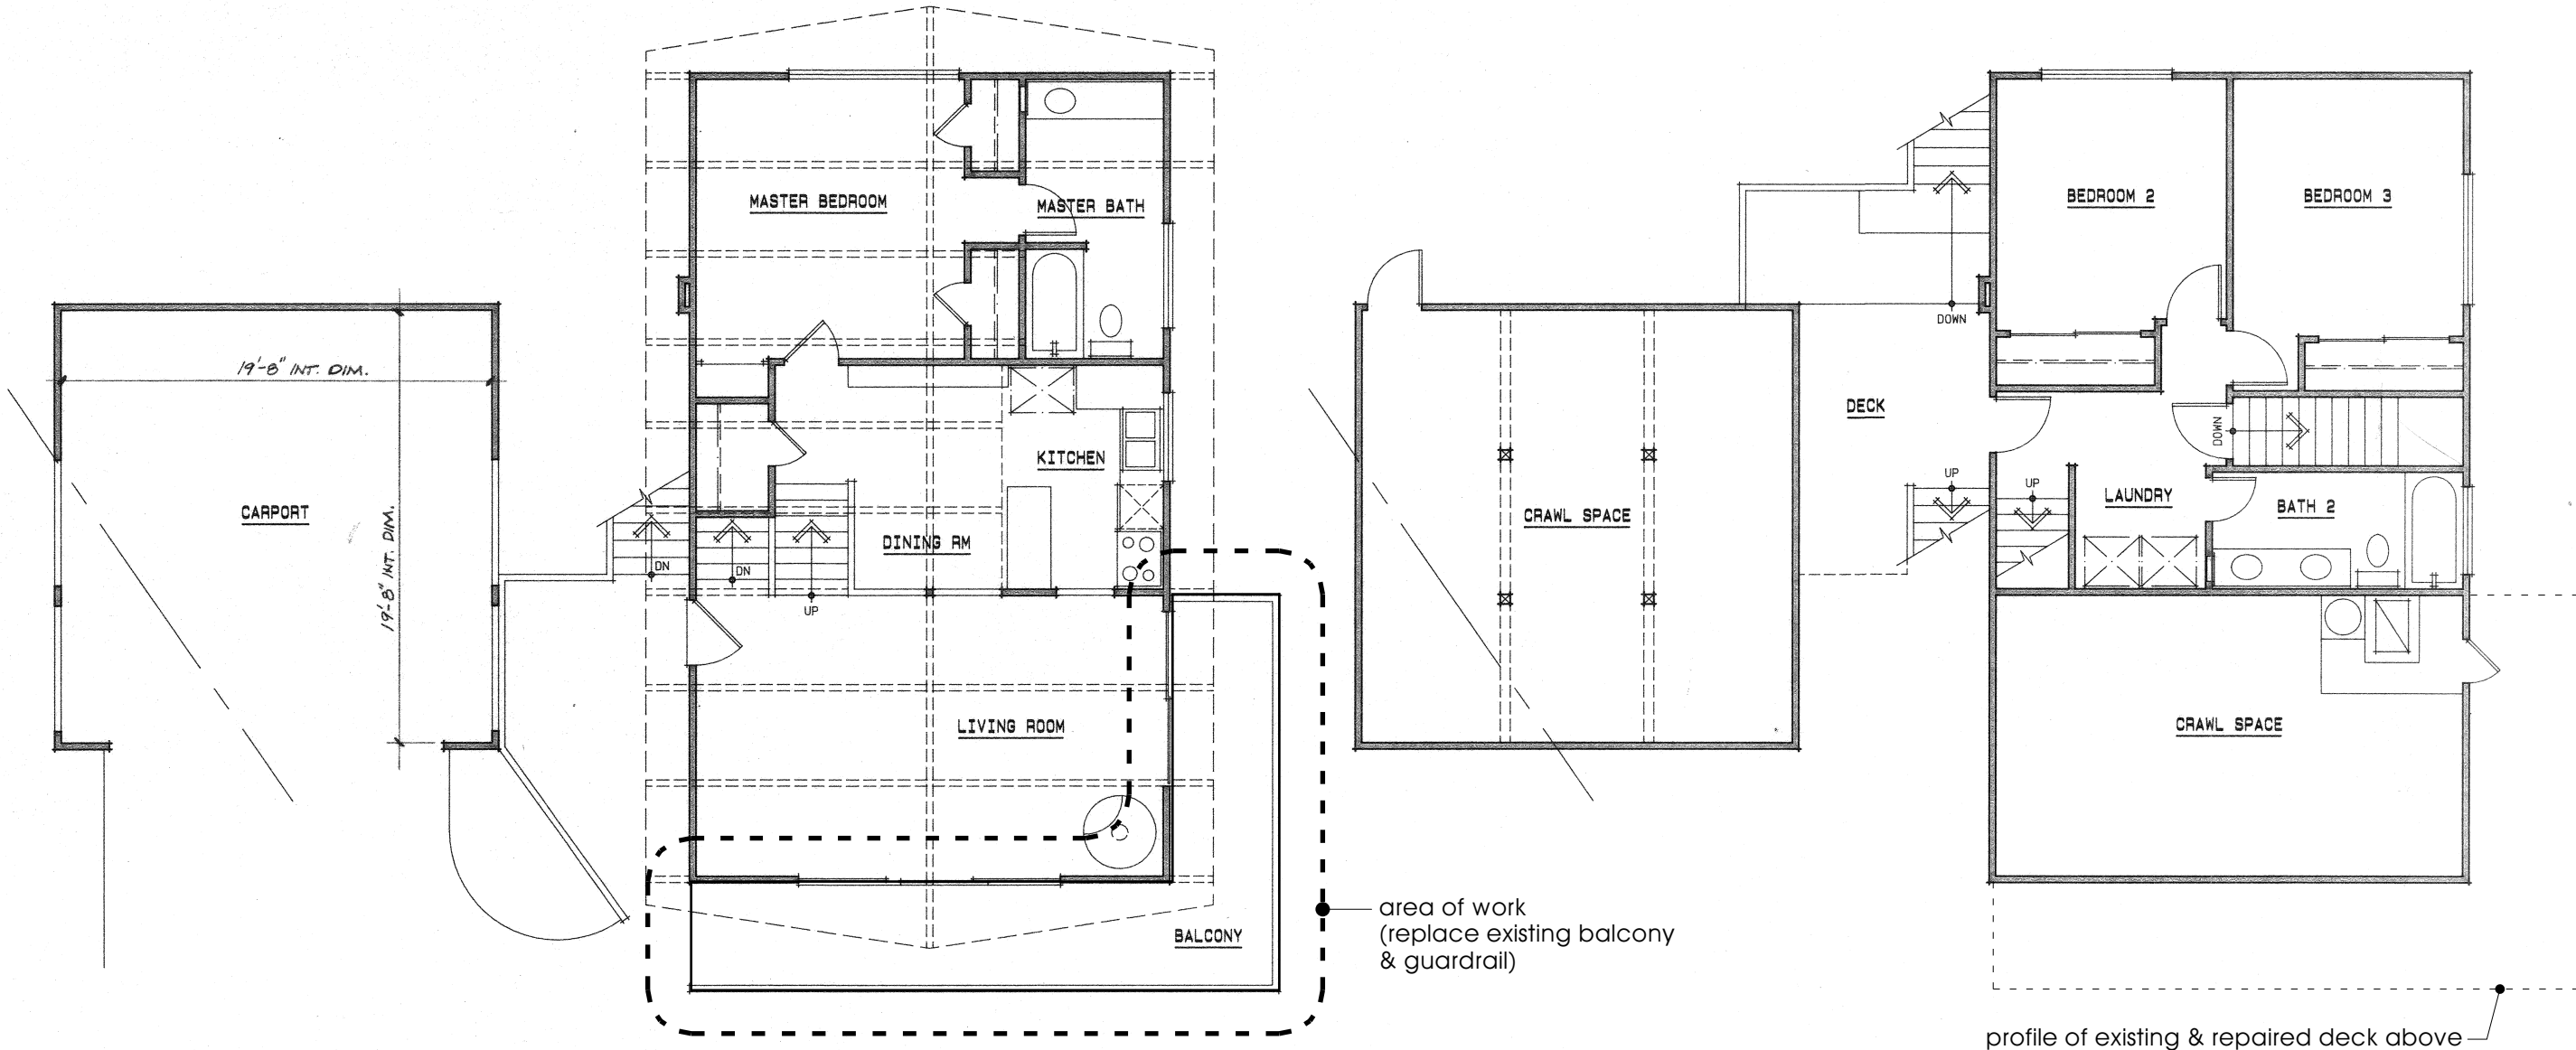 MASTER BEDROOM
MASTER BATH
19'-8" INT. DIM.
19'-8" INT. DIM.
CARPORT
KITCHEN
DINING RM
DN
DN
UP
LIVING ROOM
BALCONY
area of work
(replace existing balcony
& guardrail)
BEDROOM 2
BEDROOM 3
DOWN
DECK
DOWN
UP
UP
LAUNDRY
BATH 2
CRAWL SPACE
CRAWL SPACE
profile of existing & repaired deck above